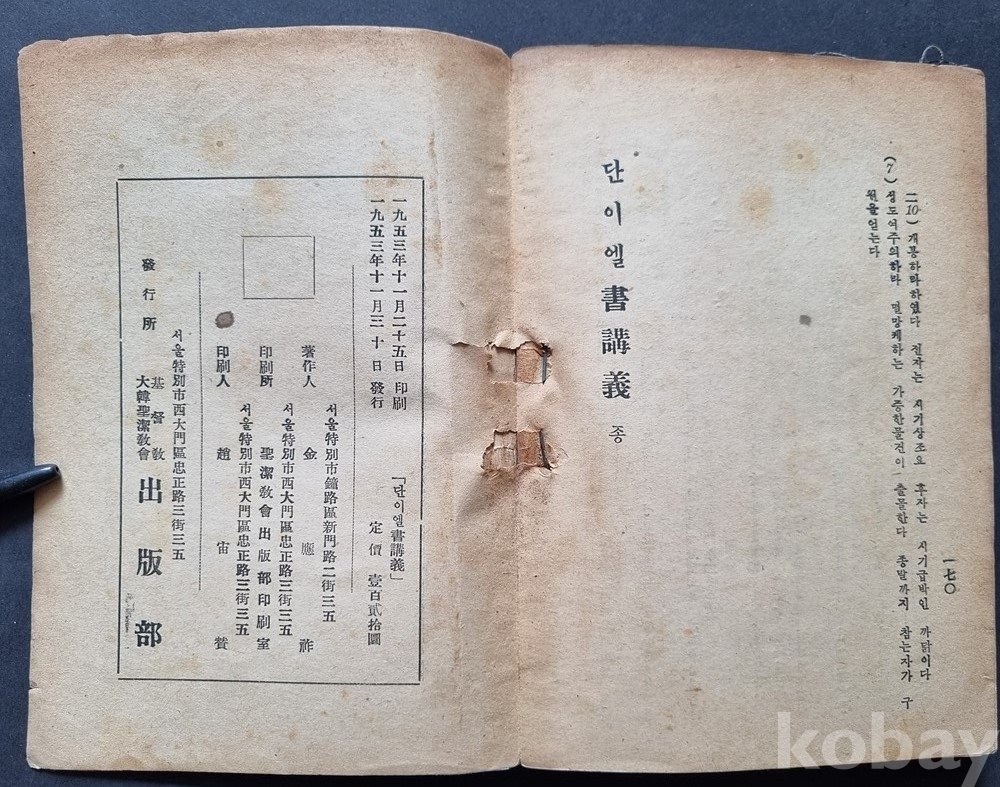 一七〇
二10) 개봉하라하였다 전자는 시기상조요 후자는 시기급박인 까닭이다
(7) 성도여주의하라 멸망케하는 가증한물건이 출몰한다 종말까지 참는자가 구
원을얻는다
단이엘書講義 종
一九五三年十一月二十五日 印刷
一九五三年十一月三十日 發行
「단이엘書講義」
定價 壹百貳拾圜
서울特別市鐘路區新門路二街三五
著作人 金應祚
서울特別市西大門區忠正路三街三五
印刷所 聖潔敎會出版部印刷室
서울特別市西大門區忠正路三街三五
印刷人 趙宙贊
서울特別市西大門區忠正路三街三五
發行所 基督敎大韓聖潔敎會 出版部
kobay